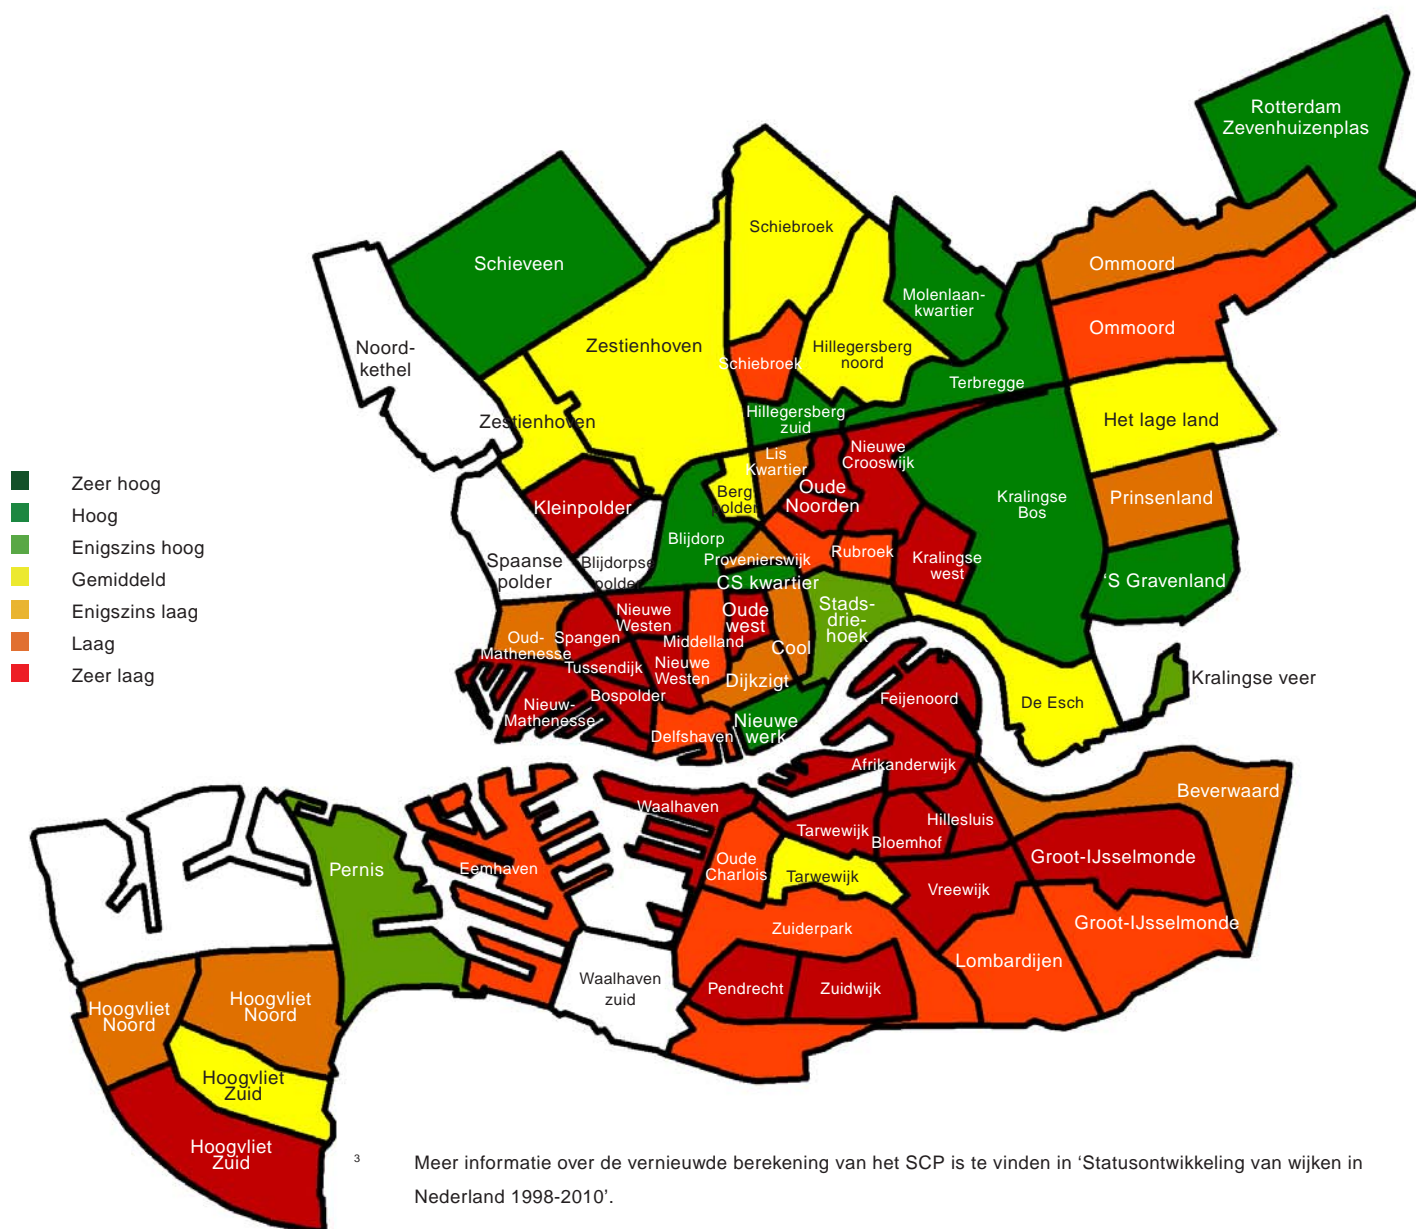 Rotterdam
Zevenhuizenplas
Schiebroek
Schieveen
Ommoord
Molenlaan-
kwartier
Ommoord
Noord-
kethel
Zestienhoven
Schiebroek
Hillegersberg
noord
Terbregge
Zestienhoven
Hillegersberg
zuid
Het lage land
Nieuwe
Crooswijk
Lis
Kwartier
Zeer hoog
Hoog
Enigszins hoog
Gemiddeld
Enigszins laag
Laag
Zeer laag
Kleinpolder
Berg
polder
Oude
Noorden
Kralingse
Bos
Prinsenland
Blijdorp
Provenierswijk
Rubroek
Kralingse
west
Spaanse
polder
Blijdorpse
polder
CS kwartier
'S Gravenland
Nieuwe
Westen
Oude
west
Stads-
drie-
hoek
Oud-
Mathenesse
Spangen
Middelland
Cool
Tussendijk
Nieuwe
Westen
Dijkzigt
Kralingse veer
Bospolder
Nieuw-
Mathenesse
Feijenoord
De Esch
Delfshaven
Nieuwe
werk
Afrikanderwijk
Beverwaard
Waalhaven
Tarwewijk
Hillesluis
Bloemhof
Groot-IJsselmonde
Pernis
Eemhaven
Oude
Charlois
Tarwewijk
Vreewijk
Zuiderpark
Groot-IJsselmonde
Lombardijen
Waalhaven
zuid
Pendrecht
Zuidwijk
Hoogvliet
Noord
Hoogvliet
Noord
Hoogvliet
Zuid
Hoogvliet
Zuid
3 Meer informatie over de vernieuwde berekening van het SCP is te vinden in ‘Statusontwikkeling van wijken in
Nederland 1998-2010’.